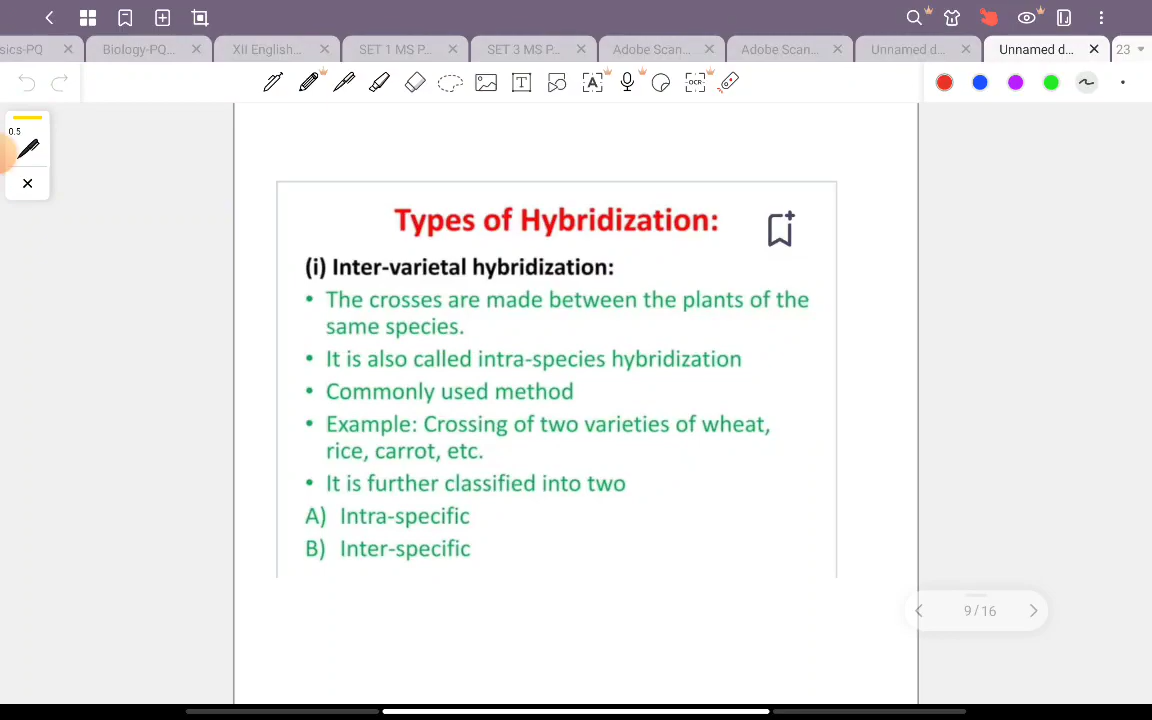 sics-PQ
Biology-PQ...
XII English...
SET 1 MS P...
SET 3 MS P...
Adobe Scan...
Adobe Scan...
Unnamed d...
Unnamed d...
23
T
A
OCR
0.5
Types of Hybridization:
(i) Inter-varietal hybridization:
• The crosses are made between the plants of the
same species.
• It is also called intra-species hybridization
• Commonly used method
• Example: Crossing of two varieties of wheat,
rice, carrot, etc.
• It is further classified into two
A) Intra-specific
B) Inter-specific
9/16